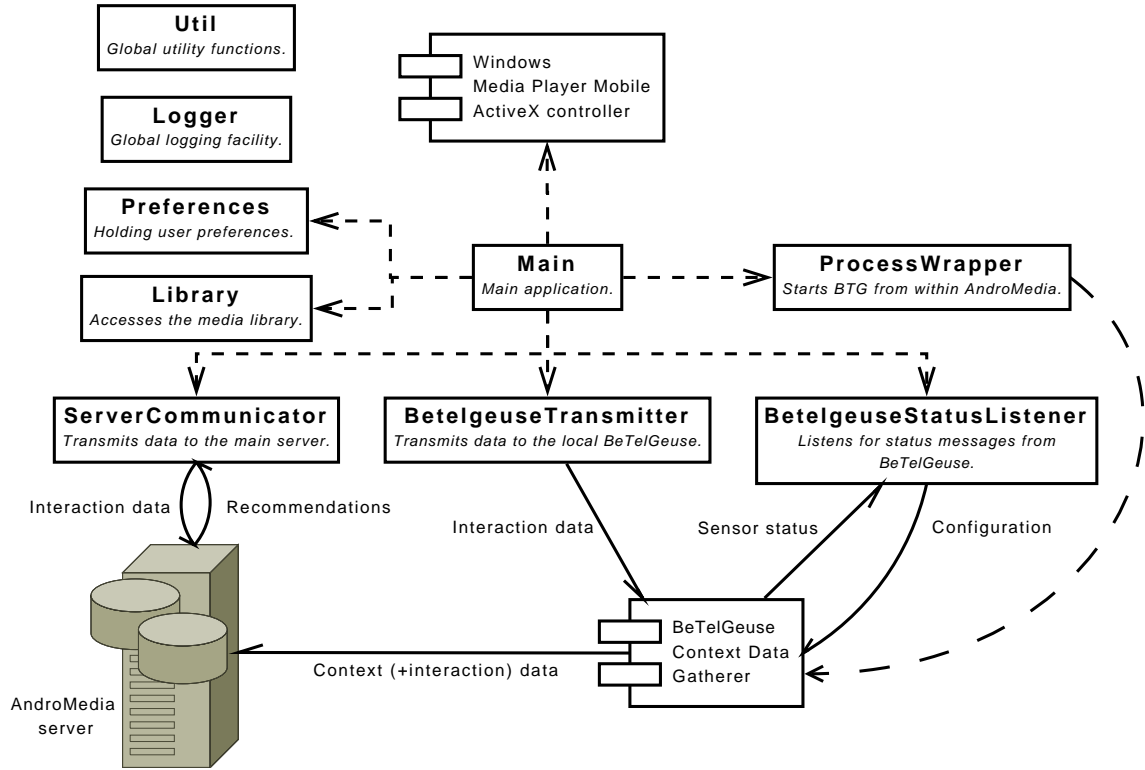 Util
Global utility functions.
Logger
Global logging facility.
Windows
Media Player Mobile
ActiveX controller
Preferences
Holding user preferences.
Library
Accesses the media library.
Main
Main application.
ProcessWrapper
Starts BTG from within AndroMedia.
ServerCommunicator
Transmits data to the main server.
BetelgeuseTransmitter
Transmits data to the local BeTelGeuse.
BetelgeuseStatusListener
Listens for status messages from
BeTelGeuse.
Interaction data
Recommendations
Interaction data
Sensor status
Configuration
BeTelGeuse
Context Data
Gatherer
Context (+interaction) data
AndroMedia
server